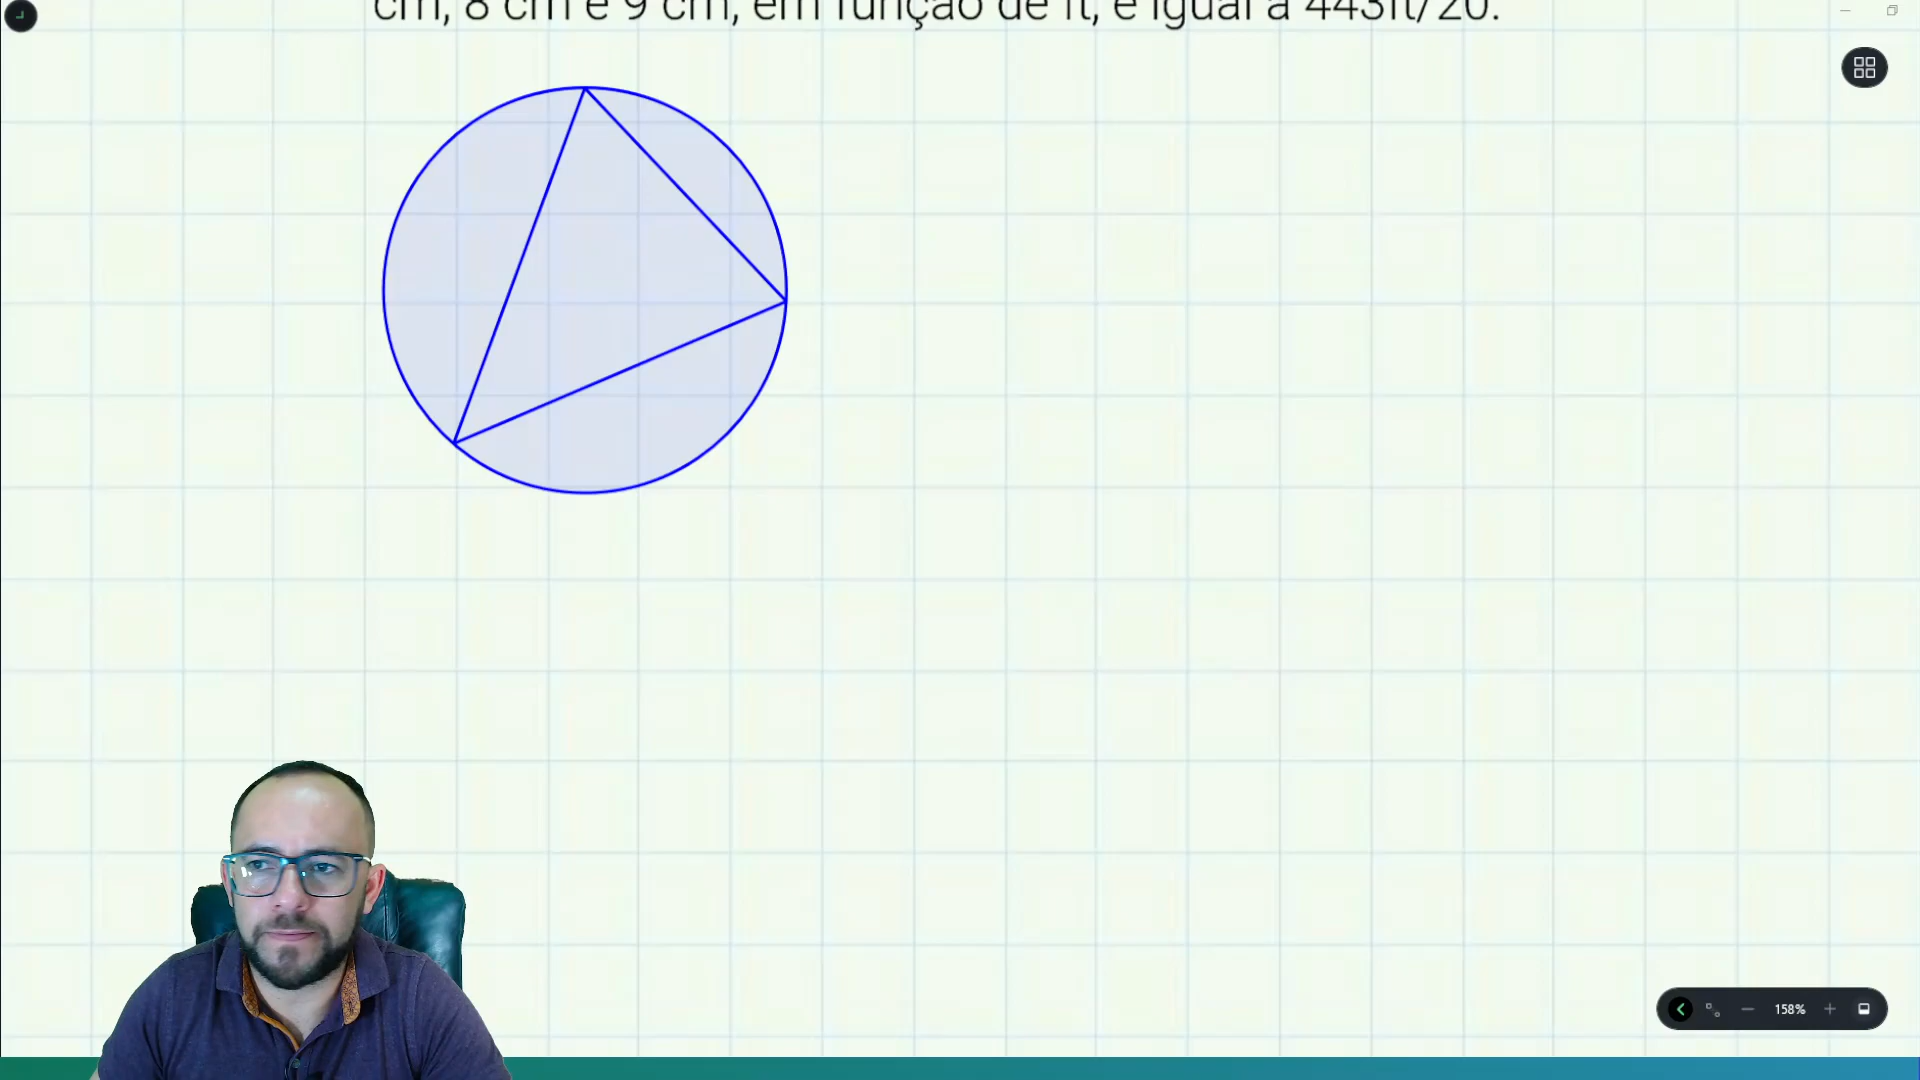 cm, 8 cm e 9 cm, em função de π, é igual a 443π/20.
158%